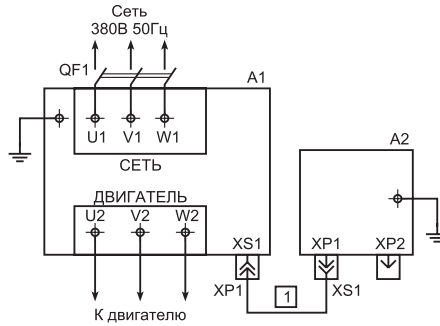 Сеть
380В 50Гц
QF1
A1
U1 V1 W1
СЕТЬ
A2
ДВИГАТЕЛЬ
U2 V2 W2
XS1
XP1 XP2
XP1
1
XS1
К двигателю